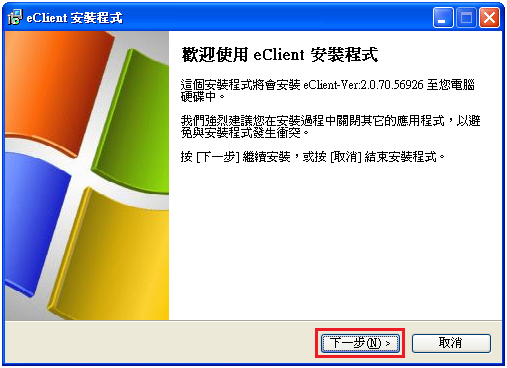 eClient 安裝程式
歡迎使用 eClient 安裝程式
這個安裝程式將會安裝 eClient-Ver:2.0.70.56926 至您電腦
硬碟中。
我們強烈建議您在安裝過程中關閉其它的應用程式，以避
免與安裝程式發生衝突。
按 [下一步] 繼續安裝，或按 [取消] 結束安裝程式。
下一步(N) >
取消